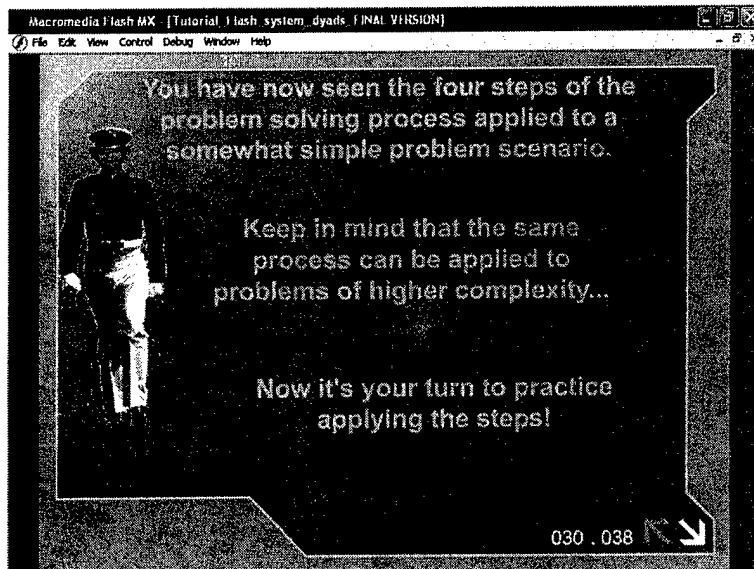 Macromedia Flash MX - [Tutorial_Flash_system_dyads_FINAL VERSION]
File Edit View Control Debug Window Help
You have now seen the four steps of the
problem solving process applied to a
somewhat simple problem scenario.
Keep in mind that the same
process can be applied to
problems of higher complexity...
Now it's your turn to practice
applying the steps!
030 . 038